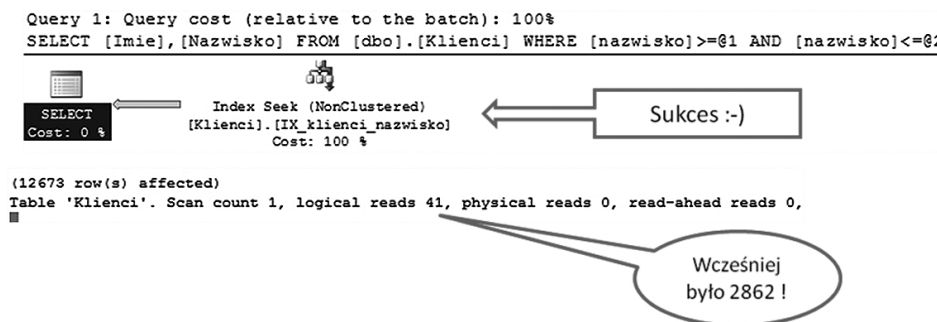 Query 1: Query cost (relative to the batch): 100%
SELECT [Imie],[Nazwisko] FROM [dbo].[Klienci] WHERE [nazwisko]>=@1 AND [nazwisko]<=@2
SELECT
Cost: 0 %
Index Seek (NonClustered)
[Klienci].[IX_klienci_nazwisko]
Cost: 100 %
Sukces :-)
(12673 row(s) affected)
Table 'Klienci'. Scan count 1, logical reads 41, physical reads 0, read-ahead reads 0,
Wcześniej
było 2862 !